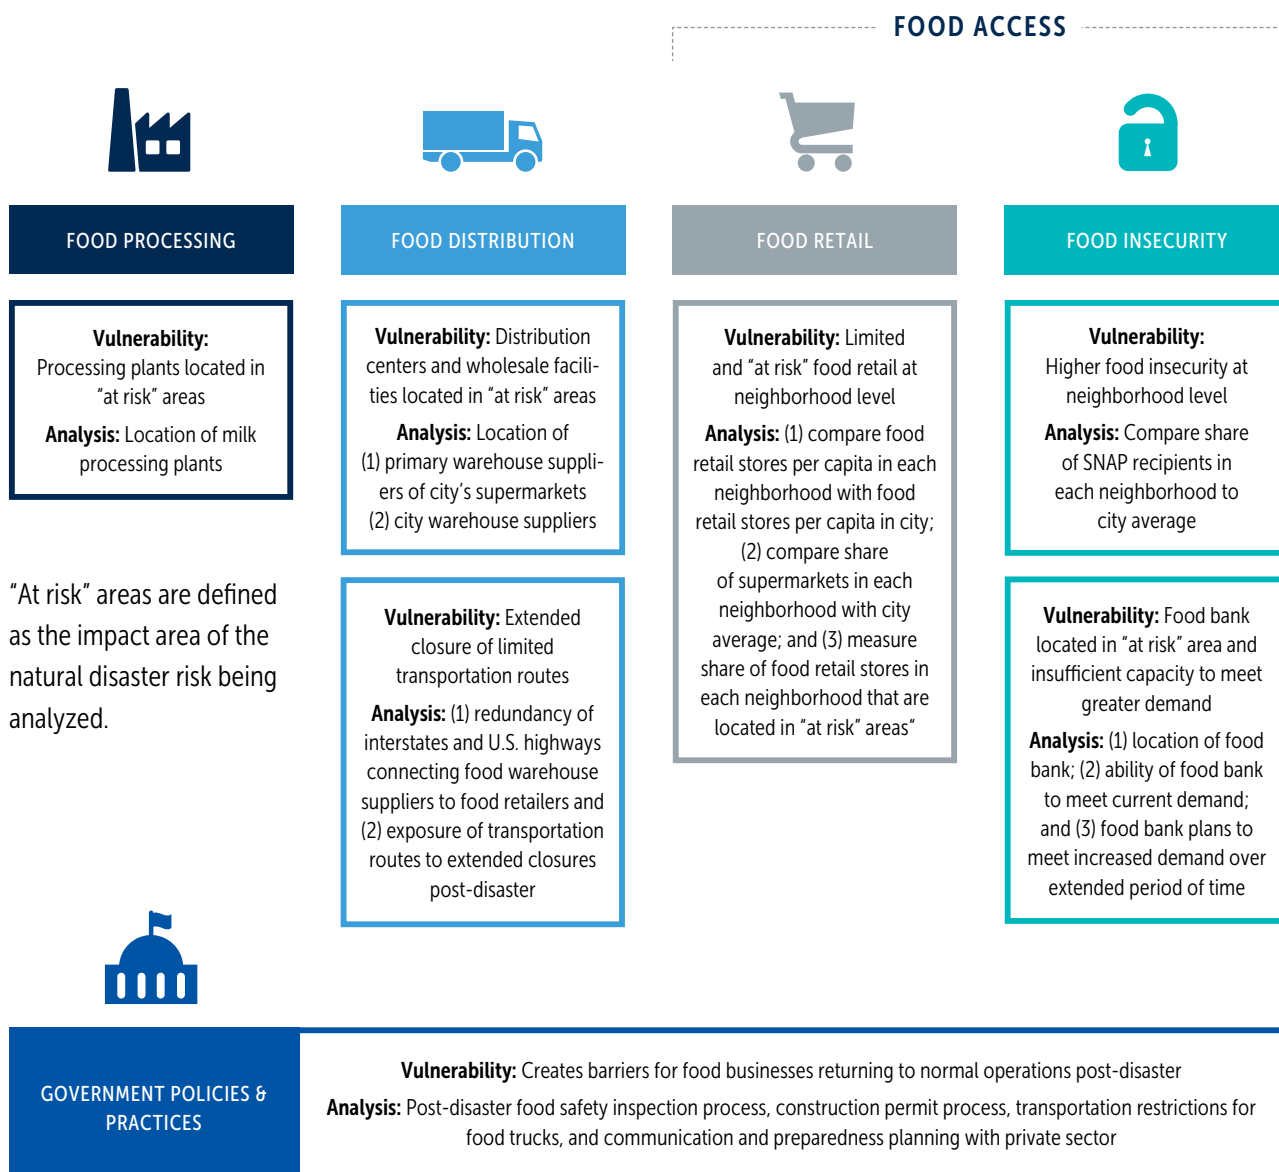 FOOD ACCESS
FOOD PROCESSING
Vulnerability:
Processing plants located in
“at risk” areas
Analysis: Location of milk
processing plants
“At risk” areas are defined
as the impact area of the
natural disaster risk being
analyzed.
FOOD DISTRIBUTION
Vulnerability: Distribution
centers and wholesale facili-
ties located in “at risk” areas
Analysis: Location of
(1) primary warehouse suppli-
ers of city’s supermarkets
(2) city warehouse suppliers
Vulnerability: Extended
closure of limited
transportation routes
Analysis: (1) redundancy of
interstates and U.S. highways
connecting food warehouse
suppliers to food retailers and
(2) exposure of transportation
routes to extended closures
post-disaster
FOOD RETAIL
Vulnerability: Limited
and “at risk” food retail at
neighborhood level
Analysis: (1) compare food
retail stores per capita in each
neighborhood with food
retail stores per capita in city;
(2) compare share
of supermarkets in each
neighborhood with city
average; and (3) measure
share of food retail stores in
each neighborhood that are
located in “at risk” areas“
FOOD INSECURITY
Vulnerability:
Higher food insecurity at
neighborhood level
Analysis: Compare share
of SNAP recipients in
each neighborhood to
city average
Vulnerability: Food bank
located in “at risk” area and
insufficient capacity to meet
greater demand
Analysis: (1) location of food
bank; (2) ability of food bank
to meet current demand;
and (3) food bank plans to
meet increased demand over
extended period of time
GOVERNMENT POLICIES &
PRACTICES
Vulnerability: Creates barriers for food businesses returning to normal operations post-disaster
Analysis: Post-disaster food safety inspection process, construction permit process, transportation restrictions for
food trucks, and communication and preparedness planning with private sector